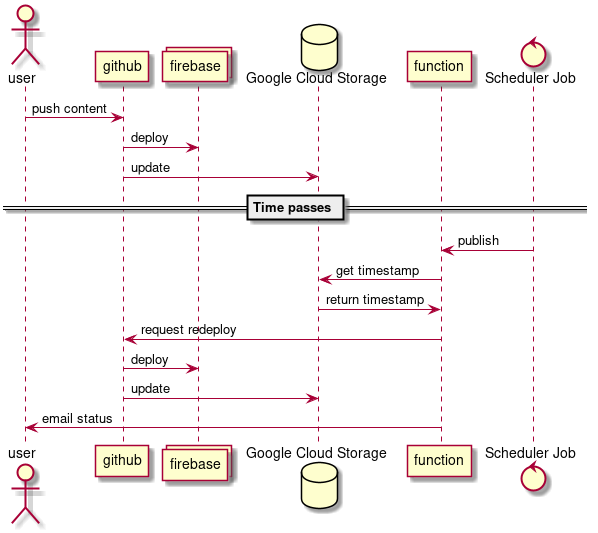 user
github
firebase
Google Cloud Storage
function
Scheduler Job
push content
deploy
update
Time passes
publish
get timestamp
return timestamp
request redeploy
deploy
update
email status
user
github
firebase
Google Cloud Storage
function
Scheduler Job